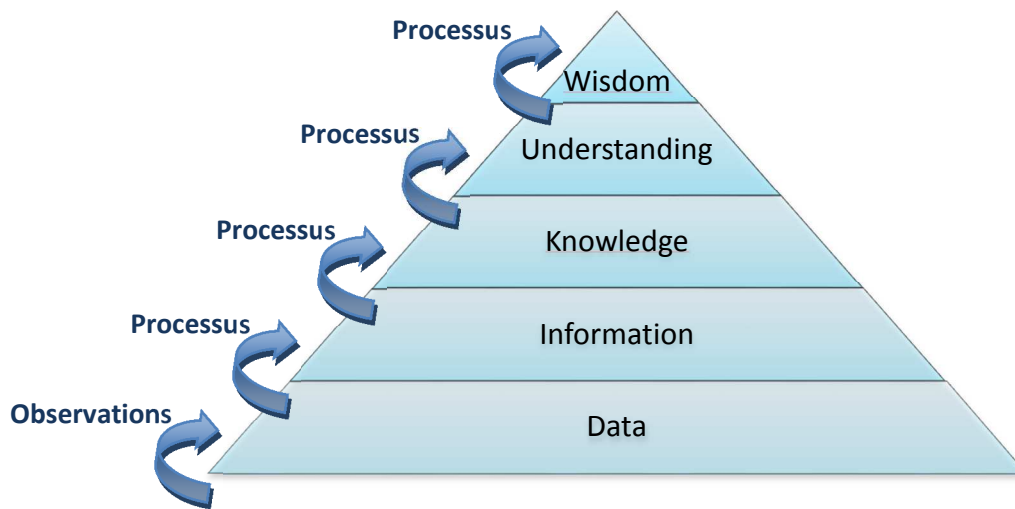 Processus
Wisdom
Processus
Understanding
Processus
Knowledge
Processus
Information
Observations
Data